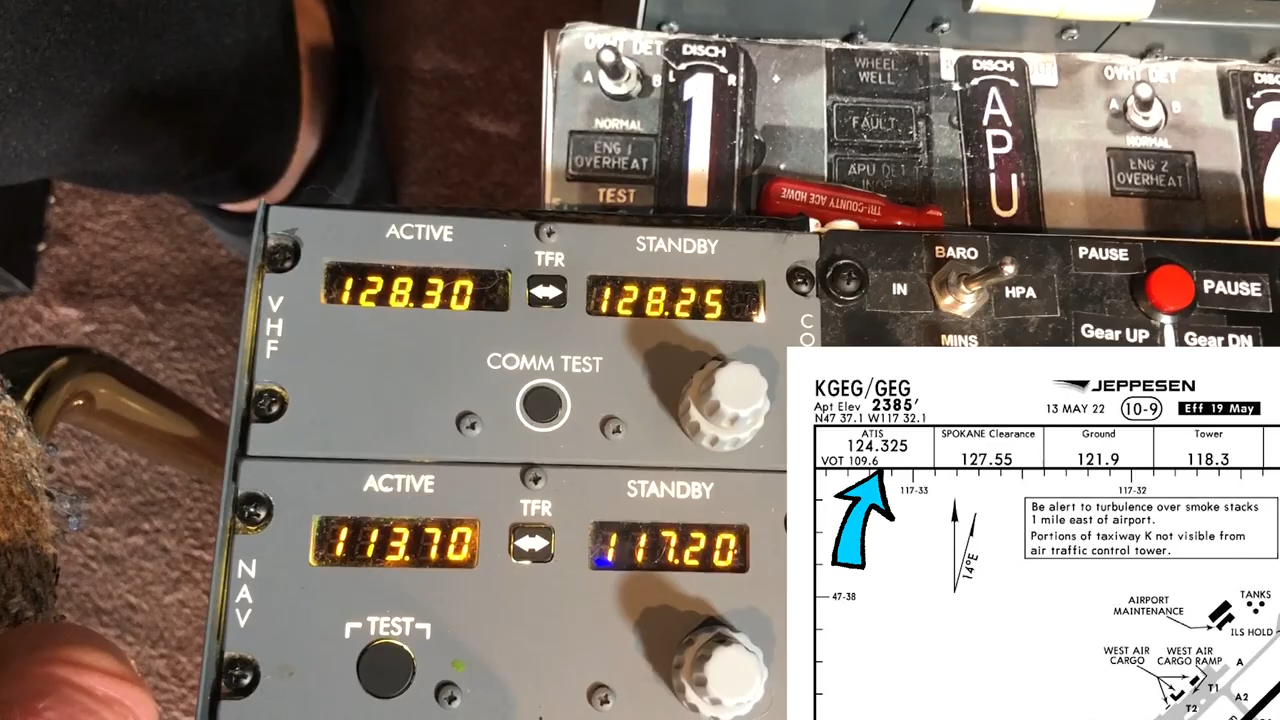 OVHT DET
A B
NORMAL
ENG 1
OVERHEAT
TEST
DISCH
L R
1
WHEEL
WELL
FAULT
APU DET
INOP
DISCH
APU
OVHT DET
A B
NORMAL
ENG 2
OVERHEAT
TRI-COUNTY ACE HDWE
VHF
ACTIVE
128.30
TFR
STANDBY
128.25
COMM TEST
NAV
ACTIVE
113.70
TFR
STANDBY
117.20
TEST
BARO
IN
HPA
MINS
PAUSE
PAUSE
Gear UP
Gear DN
KGEG/GEG
Apt Elev 2385'
N47 37.1 W117 32.1
JEPPESEN
13 MAY 22 10-9 Eff 19 May
ATIS
124.325
VOT 109.6
SPOKANE Clearance
127.55
Ground
121.9
Tower
118.3
117-33
117-32
14°E
Be alert to turbulence over smoke stacks
1 mile east of airport.
Portions of taxiway K not visible from
air traffic control tower.
47-38
AIRPORT
MAINTENANCE
TANKS
ILS HOLD
WEST AIR
CARGO
WEST AIR
CARGO RAMP
A
T1
A2
T2